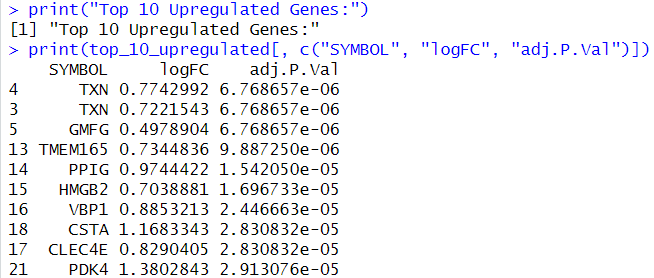 > print("Top 10 Upregulated Genes:")
[1] "Top 10 Upregulated Genes:"
> print(top_10_upregulated[, c("SYMBOL", "logFC", "adj.P.Val")])
    SYMBOL     logFC    adj.P.Val
4      TXN 0.7742992 6.768657e-06
3      TXN 0.7221543 6.768657e-06
5     GMFG 0.4978904 6.768657e-06
13 TMEM165 0.7344836 9.887250e-06
14    PPIG 0.9744422 1.542050e-05
15   HMGB2 0.7038881 1.696733e-05
16    VBP1 0.8853213 2.446663e-05
18    CSTA 1.1683343 2.830832e-05
17  CLEC4E 0.8290405 2.830832e-05
21    PDK4 1.3802843 2.913076e-05